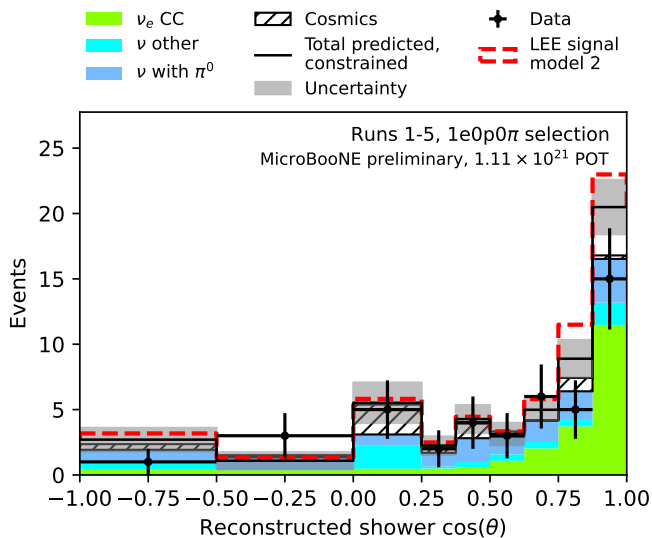 ν_e CC
ν other
ν with π⁰
Cosmics
Total predicted,
constrained
Uncertainty
Data
LEE signal
model 2
Runs 1-5, 1e0p0π selection
MicroBooNE preliminary, 1.11 × 10²¹ POT
Events
25
20
15
10
5
0
−1.00 −0.75 −0.50 −0.25 0.00 0.25 0.50 0.75 1.00
Reconstructed shower cos(θ)